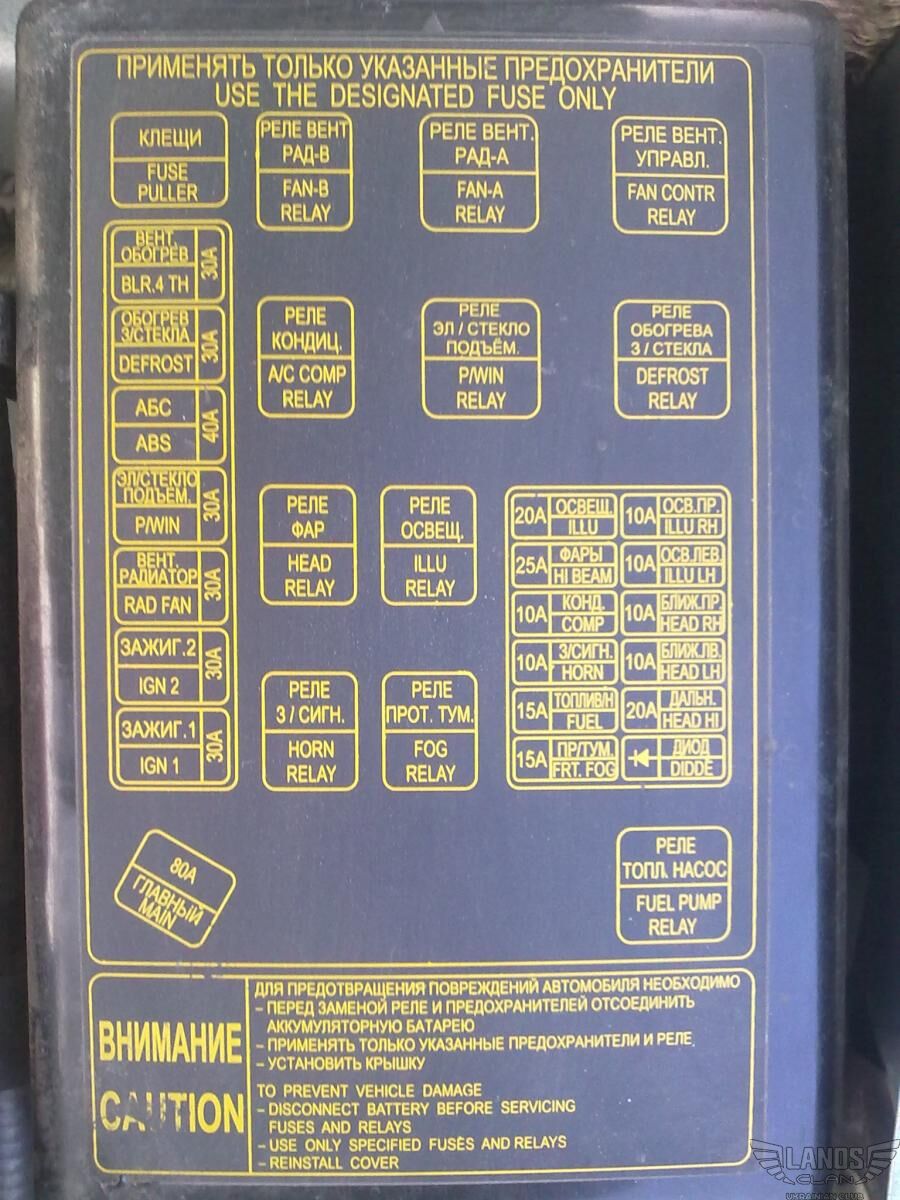 ПРИМЕНЯТЬ ТОЛЬКО УКАЗАННЫЕ ПРЕДОХРАНИТЕЛИ
USE THE DESIGNATED FUSE ONLY
КЛЕЩИ
FUSE
PULLER
РЕЛЕ ВЕНТ
РАД-В
FAN-B
RELAY
РЕЛЕ ВЕНТ.
РАД-А
FAN-A
RELAY
РЕЛЕ ВЕНТ.
УПРАВЛ.
FAN CONTR
RELAY
ВЕНТ.
ОБОГРЕВ
BLR.4 TH
30A
ОБОГРЕВ
З/СТЕКЛА
DEFROST
30A
АБС
ABS
40A
ЭЛ/СТЕКЛО
ПОДЪЕМ.
P/WIN
30A
ВЕНТ.
РАДИАТОР
RAD FAN
30A
ЗАЖИГ.2
IGN 2
30A
ЗАЖИГ.1
IGN 1
30A
РЕЛЕ
КОНДИЦ.
A/C COMP
RELAY
РЕЛЕ
ЭЛ / СТЕКЛО
ПОДЪЁМ.
P/WIN
RELAY
РЕЛЕ
ОБОГРЕВА
З / СТЕКЛА
DEFROST
RELAY
РЕЛЕ
ФАР
HEAD
RELAY
РЕЛЕ
ОСВЕЩ.
ILLU
RELAY
РЕЛЕ
З / СИГН.
HORN
RELAY
РЕЛЕ
ПРОТ. ТУМ.
FOG
RELAY
20A ОСВЕЩ.
ILLU
10A ОСВ.ПР.
ILLU RH
25A ФАРЫ
HI BEAM
10A ОСВ.ЛЕВ.
ILLU LH
10A КОНД.
COMP
10A БЛИЖ.ПР.
HEAD RH
10A З/СИГН.
HORN
10A БЛИЖ.ЛВ.
HEAD LH
15A ТОПЛИВ/Н
FUEL
20A ДАЛЬН.
HEAD HI
15A ПР/ТУМ.
FRT. FOG
ДИОД
DIDDE
80A
ГЛАВНЫЙ
MAIN
РЕЛЕ
ТОПЛ. НАСОС
FUEL PUMP
RELAY
ВНИМАНИЕ
CAUTION
ДЛЯ ПРЕДОТВРАЩЕНИЯ ПОВРЕЖДЕНИЙ АВТОМОБИЛЯ НЕОБХОДИМО
– ПЕРЕД ЗАМЕНОЙ РЕЛЕ И ПРЕДОХРАНИТЕЛЕЙ ОТСОЕДИНИТЬ
АККУМУЛЯТОРНУЮ БАТАРЕЮ
– ПРИМЕНЯТЬ ТОЛЬКО УКАЗАННЫЕ ПРЕДОХРАНИТЕЛИ И РЕЛЕ
– УСТАНОВИТЬ КРЫШКУ
TO PREVENT VEHICLE DAMAGE
– DISCONNECT BATTERY BEFORE SERVICING
FUSES AND RELAYS
– USE ONLY SPECIFIED FUSES AND RELAYS
– REINSTALL COVER
LANOS
CLAN
UKRAINIAN CLUB